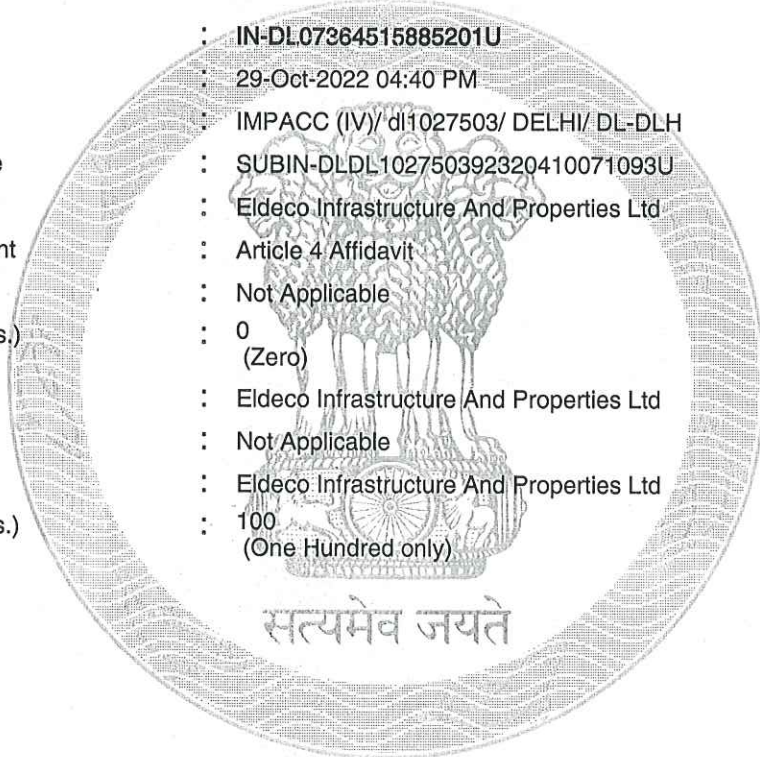 : IN-DL07364515885201U
: 29-Oct-2022 04:40 PM
: IMPACC (IV)/ dl1027503/ DELHI/ DL-DLH
e : SUBIN-DLDL102750392320410071093U
: Eldeco Infrastructure And Properties Ltd
nt : Article 4 Affidavit
: Not Applicable
s.) : 0
(Zero)
: Eldeco Infrastructure And Properties Ltd
: Not Applicable
: Eldeco Infrastructure And Properties Ltd
s.) : 100
(One Hundred only)
सत्यमेव जयते